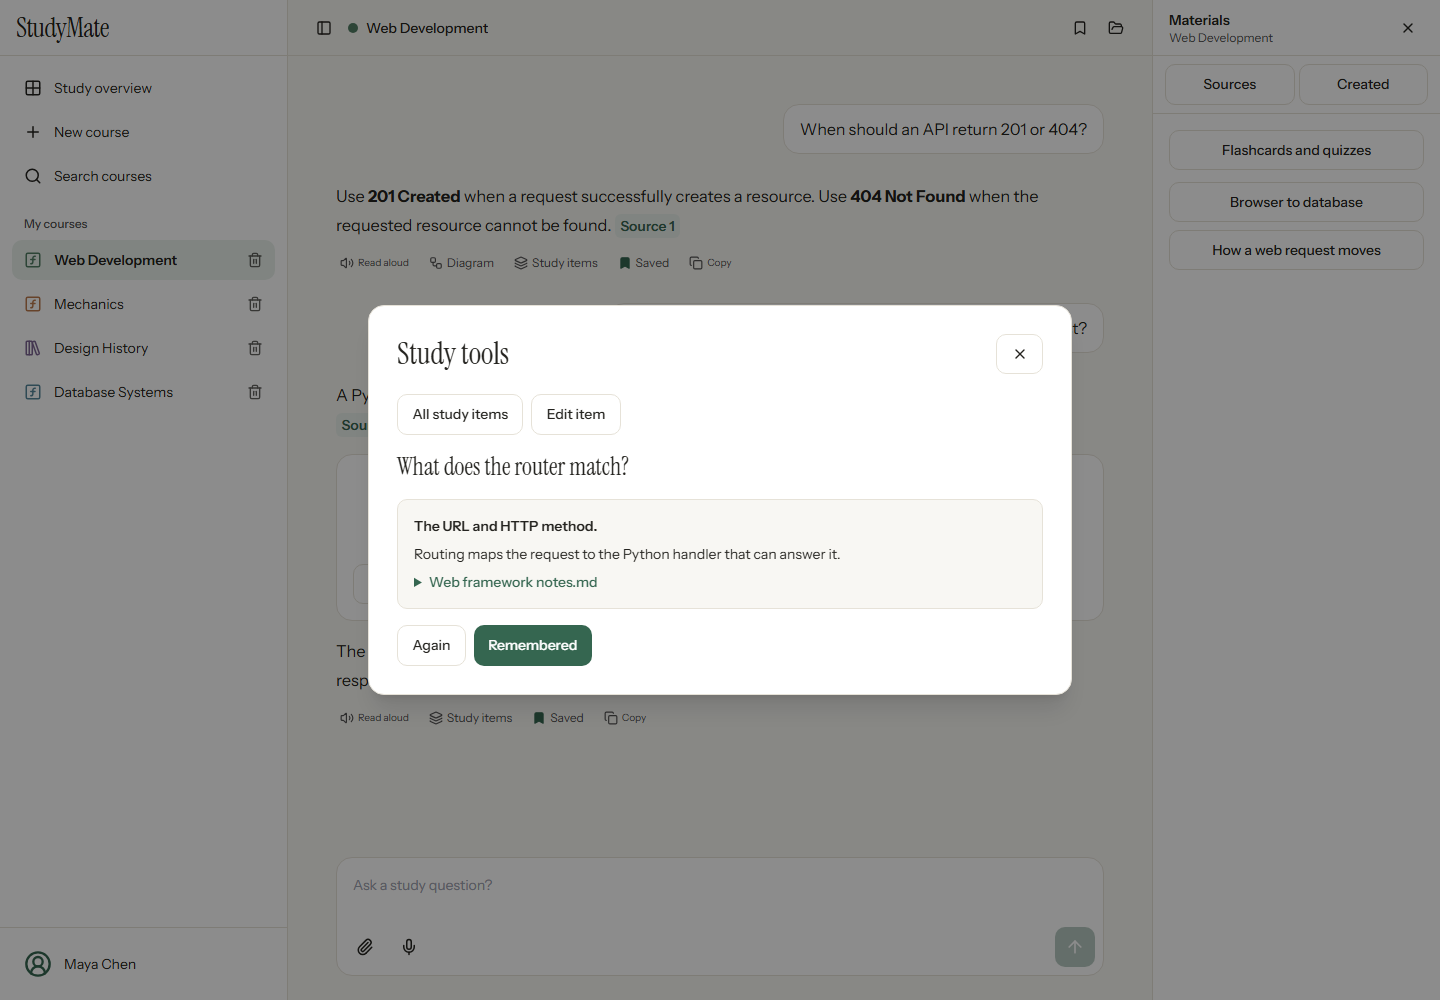 StudyMate
Study overview
New course
Search courses
My courses
Web Development
Mechanics
Design History
Database Systems
Maya Chen
Web Development
When should an API return 201 or 404?
Use 201 Created when a request successfully creates a resource. Use 404 Not Found when the
requested resource cannot be found. Source 1
Read aloud Diagram Study items Saved Copy
t?
A Py
Sou
Study tools
All study items Edit item
What does the router match?
The URL and HTTP method.
Routing maps the request to the Python handler that can answer it.
Web framework notes.md
Again Remembered
The
resp
Read aloud Study items Saved Copy
Ask a study question?
Materials
Web Development
Sources Created
Flashcards and quizzes
Browser to database
How a web request moves